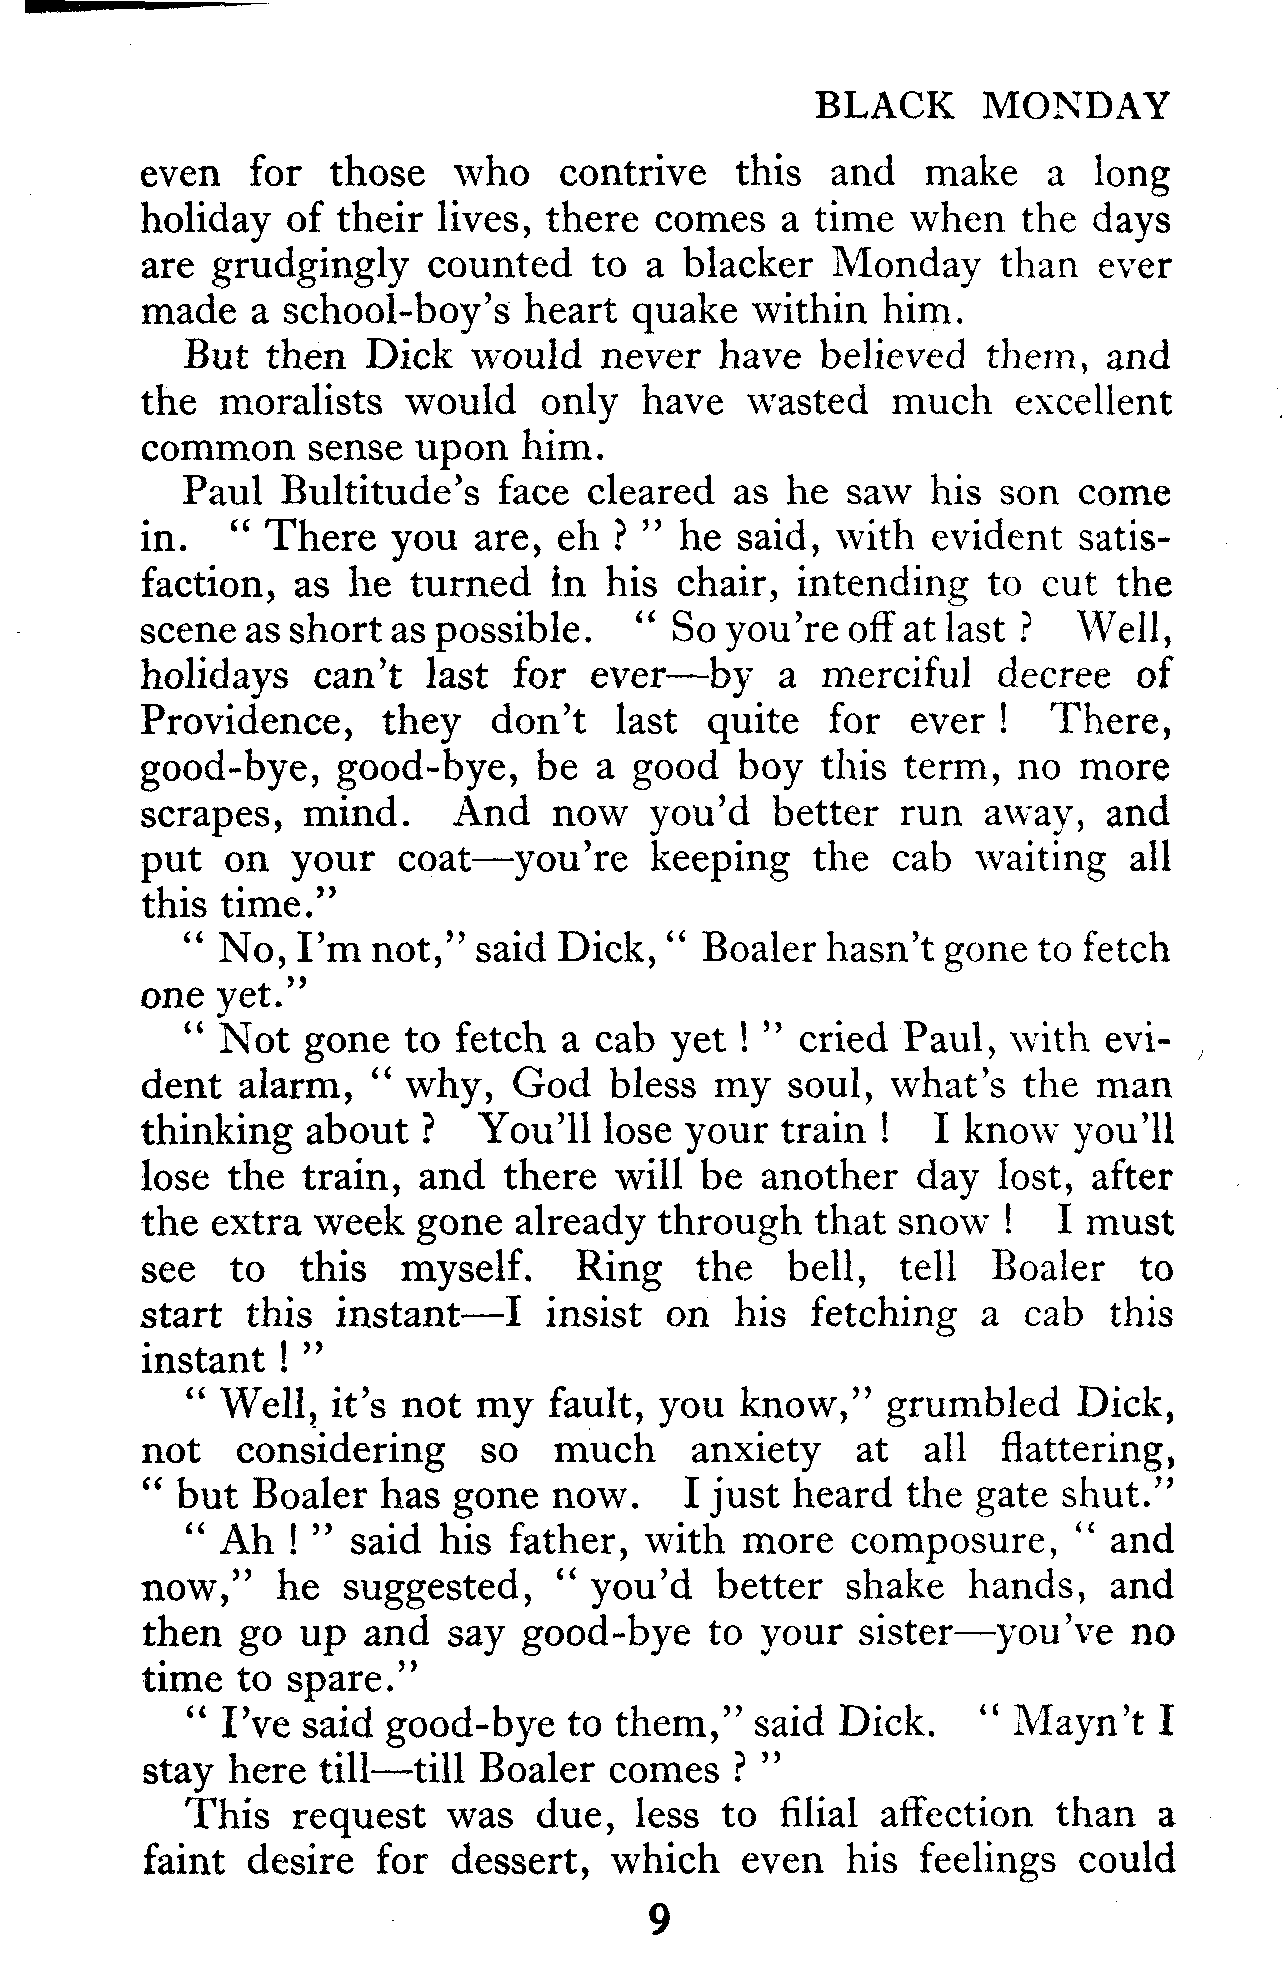 BLACK MONDAY
even for those who contrive this and make a long
holiday of their lives, there comes a time when the days
are grudgingly counted to a blacker Monday than ever
made a school-boy's heart quake within him.
But then Dick would never have believed them, and
the moralists would only have wasted much excellent
common sense upon him.
Paul Bultitude's face cleared as he saw his son come
in. “ There you are, eh ? ” he said, with evident satis-
faction, as he turned in his chair, intending to cut the
scene as short as possible. “ So you're off at last ? Well,
holidays can't last for ever—by a merciful decree of
Providence, they don't last quite for ever ! There,
good-bye, good-bye, be a good boy this term, no more
scrapes, mind. And now you'd better run away, and
put on your coat—you're keeping the cab waiting all
this time.”
“ No, I'm not,” said Dick, “ Boaler hasn't gone to fetch
one yet.”
“ Not gone to fetch a cab yet ! ” cried Paul, with evi-
dent alarm, “ why, God bless my soul, what's the man
thinking about ? You'll lose your train ! I know you'll
lose the train, and there will be another day lost, after
the extra week gone already through that snow ! I must
see to this myself. Ring the bell, tell Boaler to
start this instant—I insist on his fetching a cab this
instant ! ”
“ Well, it's not my fault, you know,” grumbled Dick,
not considering so much anxiety at all flattering,
“ but Boaler has gone now. I just heard the gate shut.”
“ Ah ! ” said his father, with more composure, “ and
now,” he suggested, “ you'd better shake hands, and
then go up and say good-bye to your sister—you've no
time to spare.”
“ I've said good-bye to them,” said Dick. “ Mayn't I
stay here till—till Boaler comes ? ”
This request was due, less to filial affection than a
faint desire for dessert, which even his feelings could
9